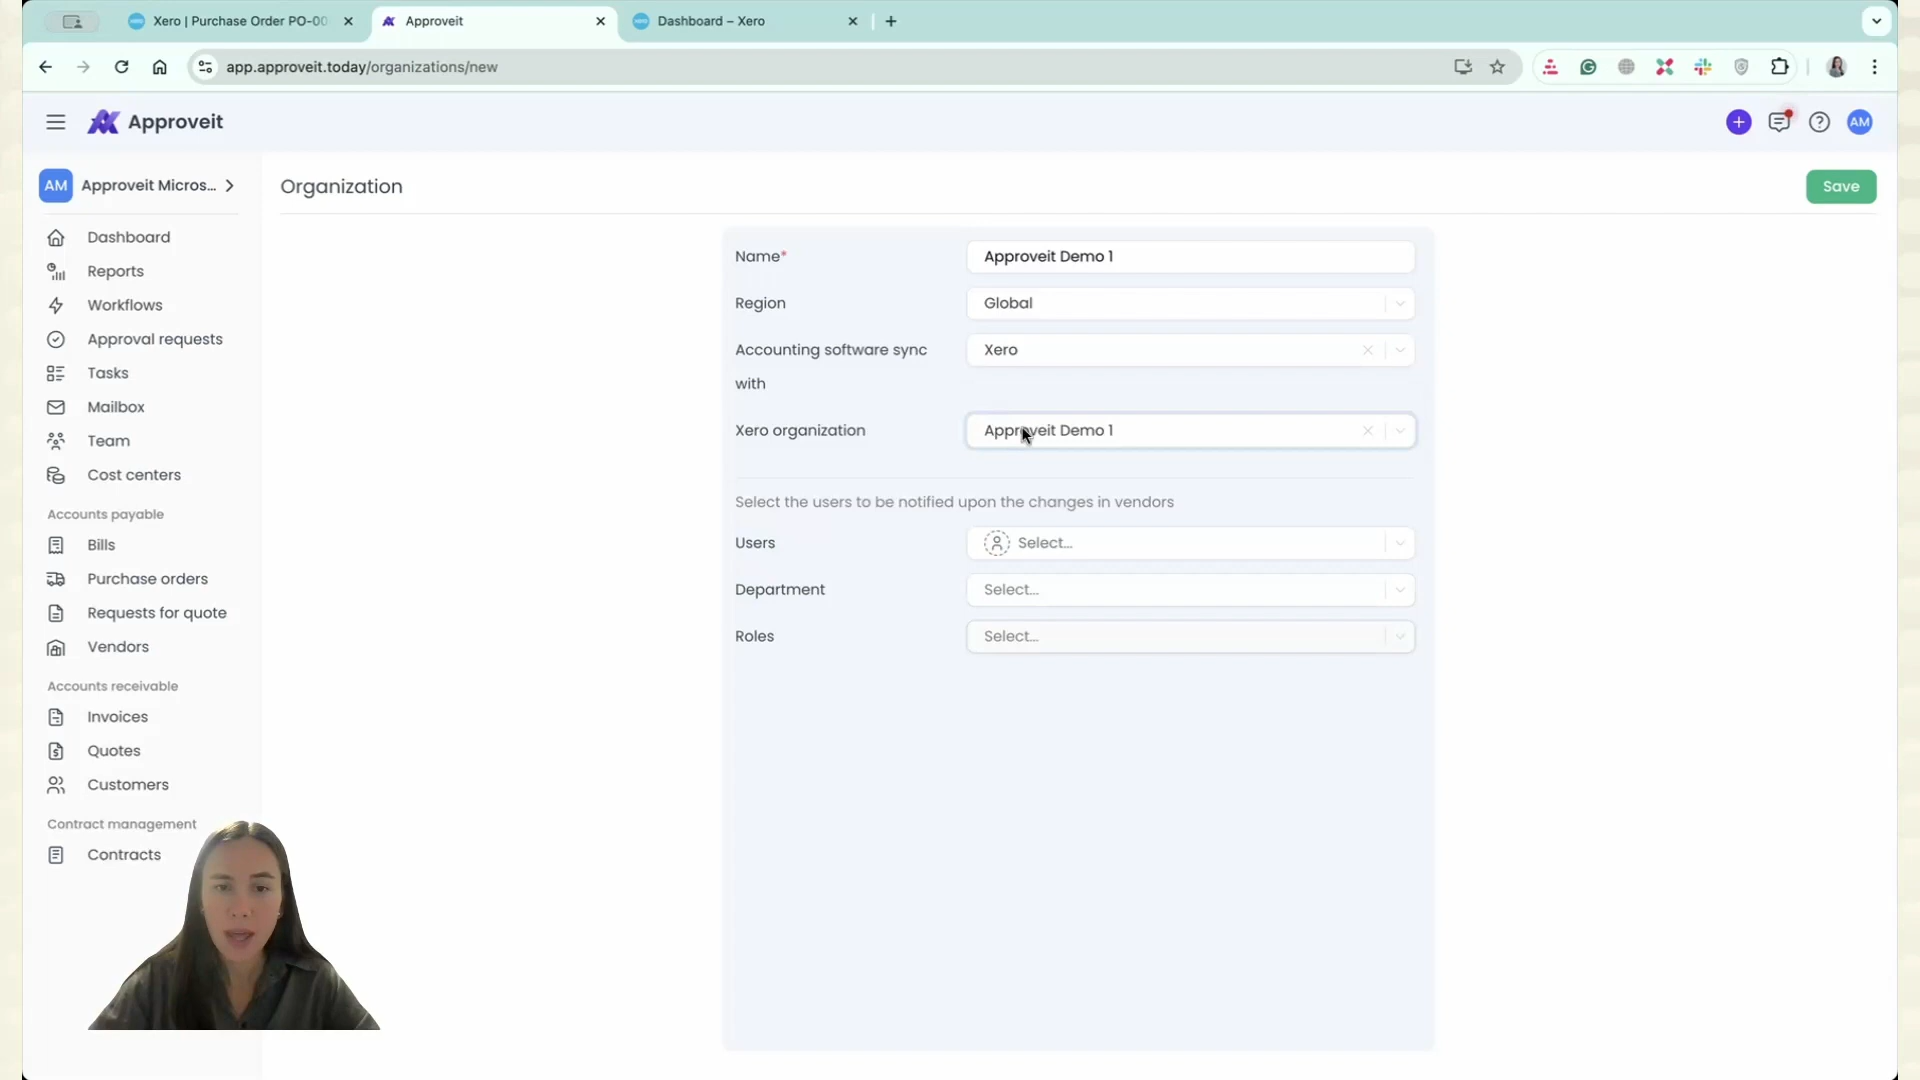 Xero | Purchase Order PO-00
Approveit
Dashboard – Xero
app.approveit.today/organizations/new
Approveit
AM
AM
Approveit Micros...
Organization
Save
Dashboard
Reports
Workflows
Approval requests
Tasks
Mailbox
Team
Cost centers
Accounts payable
Bills
Purchase orders
Requests for quote
Vendors
Accounts receivable
Invoices
Quotes
Customers
Contract management
Contracts
Name*
Approveit Demo 1
Region
Global
Accounting software sync
with
Xero
Xero organization
Approveit Demo 1
Select the users to be notified upon the changes in vendors
Users
Select...
Department
Select...
Roles
Select...